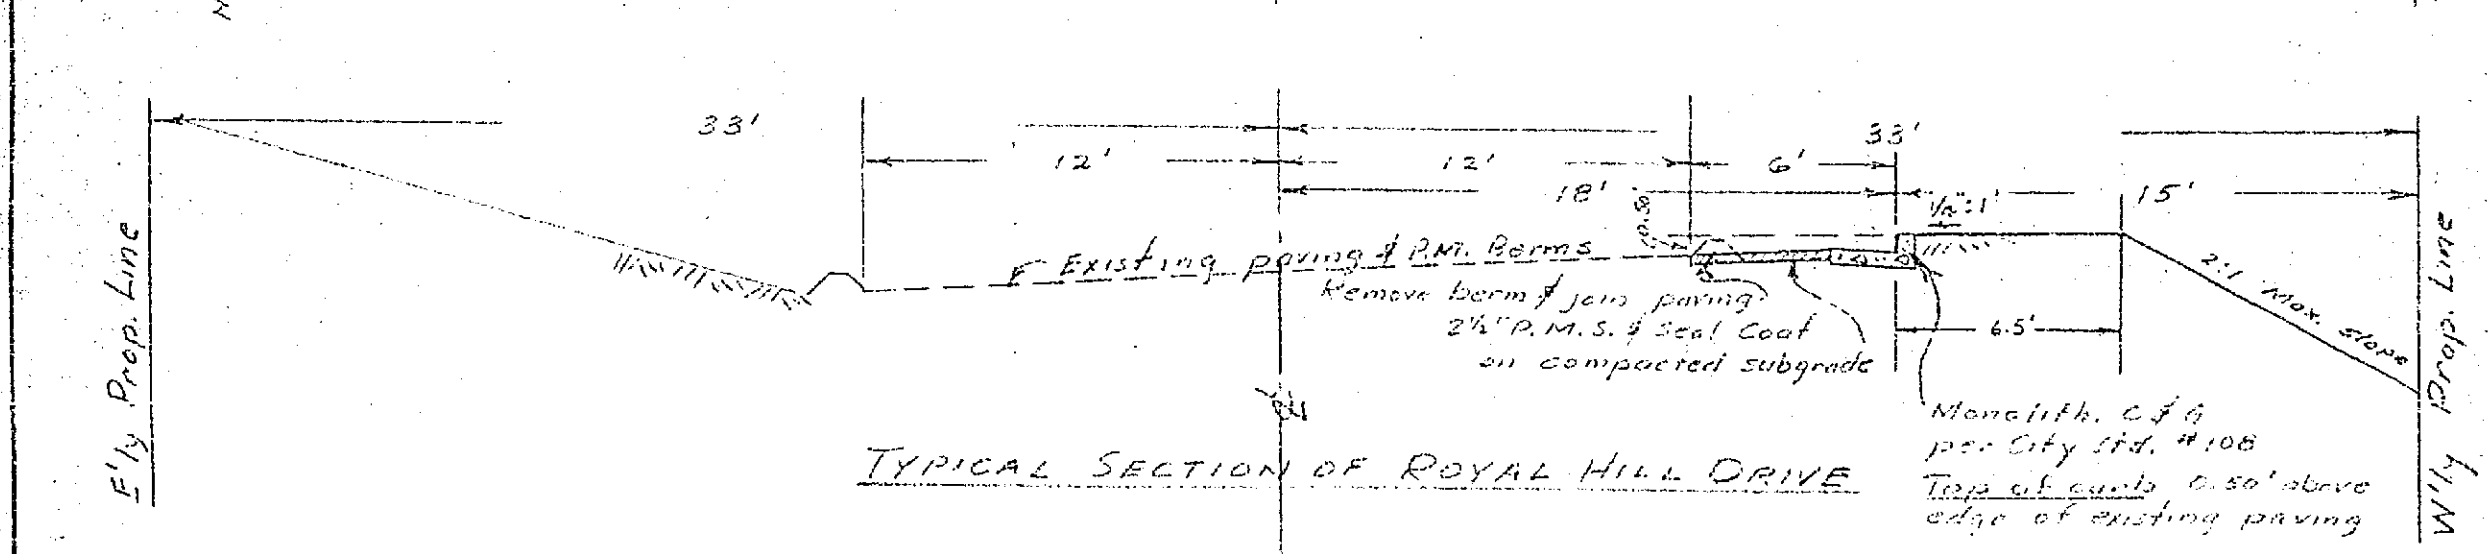 33'
33'
12'
12'
6'
18'
15'
0.50'
1/2":1'
E'ly Prop. Line
Existing paving & P.M. Berms
Remove berm & join paving
2½" P.M.S. & Seal Coat
on compacted subgrade
6.5'
2:1 Max. Slope
W'ly Prop. Line
Monolith. C & G
per City Std. #108
Top of curb 0.50' above
edge of existing paving
TYPICAL SECTION OF ROYAL HILL DRIVE